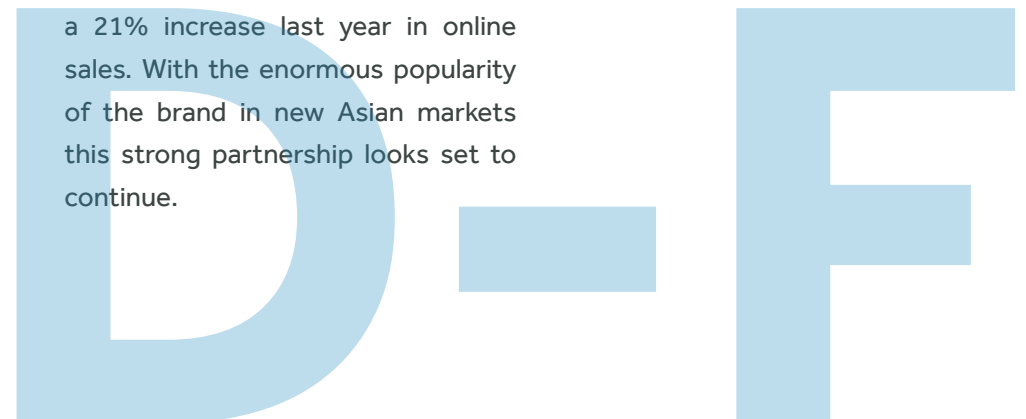 a 21% increase last year in online
sales. With the enormous popularity
of the brand in new Asian markets
this strong partnership looks set to
continue.
D-F